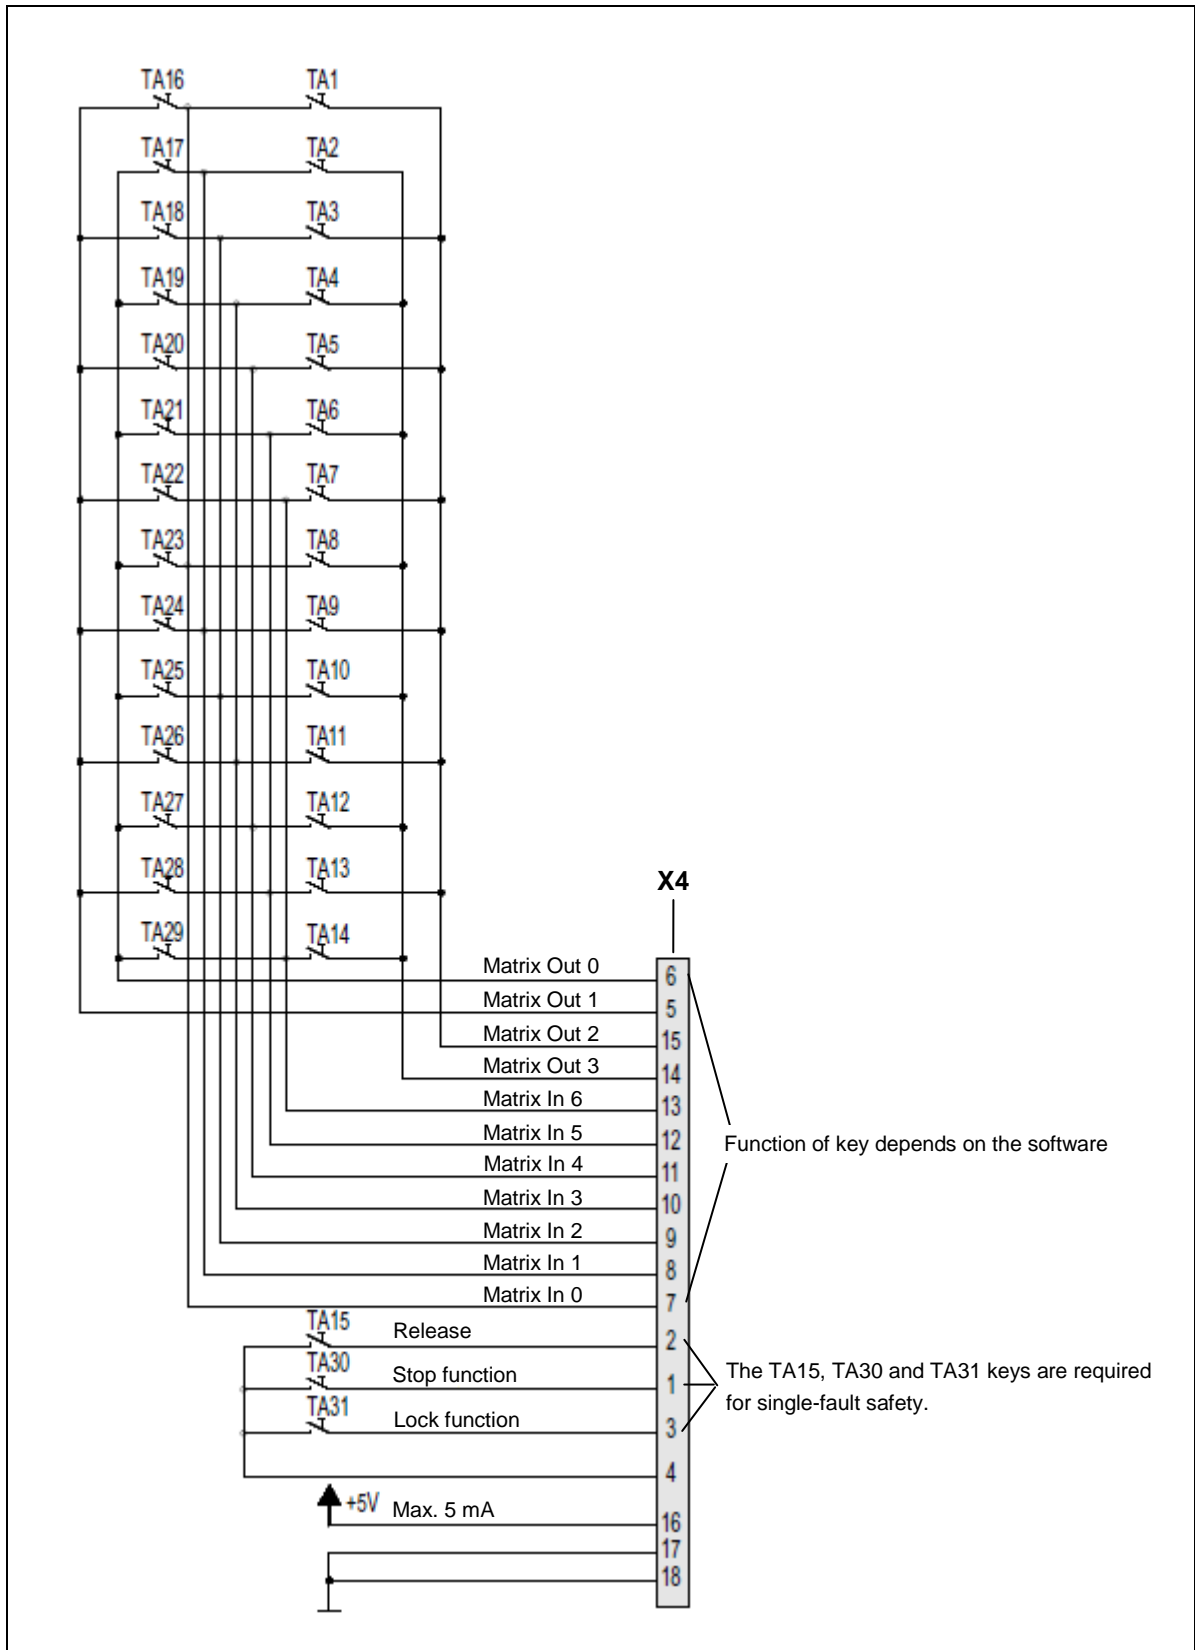 TA16 TA1
TA17 TA2
TA18 TA3
TA19 TA4
TA20 TA5
TA21 TA6
TA22 TA7
TA23 TA8
TA24 TA9
TA25 TA10
TA26 TA11
TA27 TA12
TA28 TA13
X4
TA29 TA14
Matrix Out 0 6
Matrix Out 1 5
Matrix Out 2 15
Matrix Out 3 14
Matrix In 6 13
Matrix In 5 12
Function of key depends on the software
Matrix In 4 11
Matrix In 3 10
Matrix In 2 9
Matrix In 1 8
Matrix In 0 7
TA15 Release 2
TA30 Stop function 1
The TA15, TA30 and TA31 keys are required
for single-fault safety.
TA31 Lock function 3
4
+5V Max. 5 mA 16
17
18